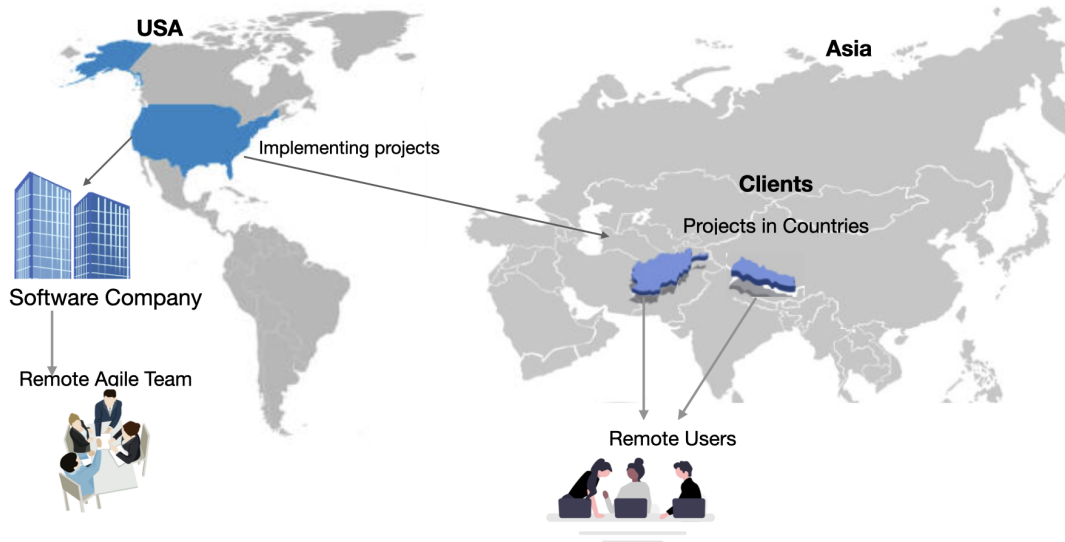 USA
Asia
Implementing projects
Clients
Projects in Countries
Software Company
Remote Agile Team
Remote Users